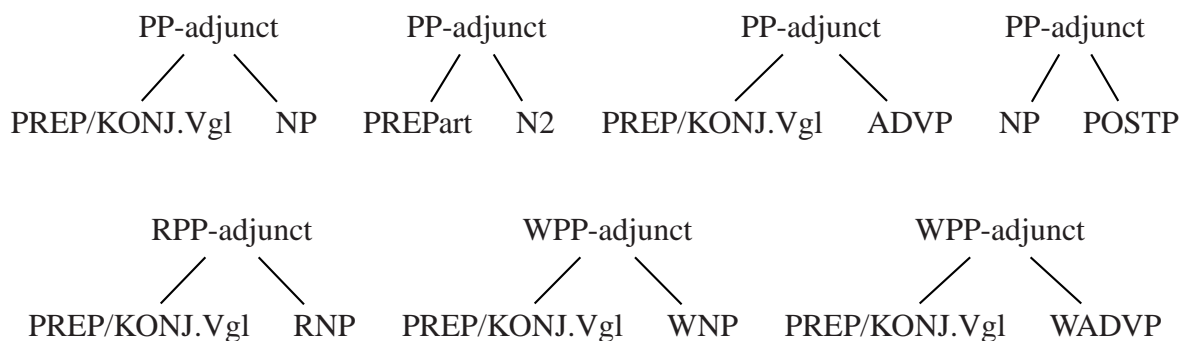 PP-adjunct PP-adjunct PP-adjunct PP-adjunct
PREP/KONJ.Vgl NP PREPart N2 PREP/KONJ.Vgl ADVP NP POSTP
RPP-adjunct WPP-adjunct WPP-adjunct
PREP/KONJ.Vgl RNP PREP/KONJ.Vgl WNP PREP/KONJ.Vgl WADVP